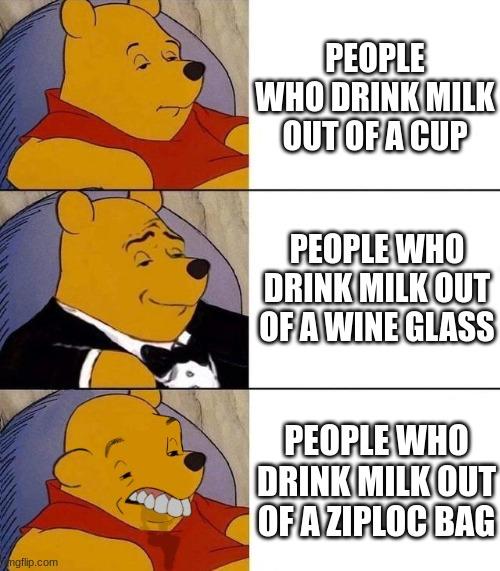 PEOPLE
WHO DRINK MILK
OUT OF A CUP
PEOPLE WHO
DRINK MILK OUT
OF A WINE GLASS
PEOPLE WHO
DRINK MILK OUT
OF A ZIPLOC BAG
imgflip.com